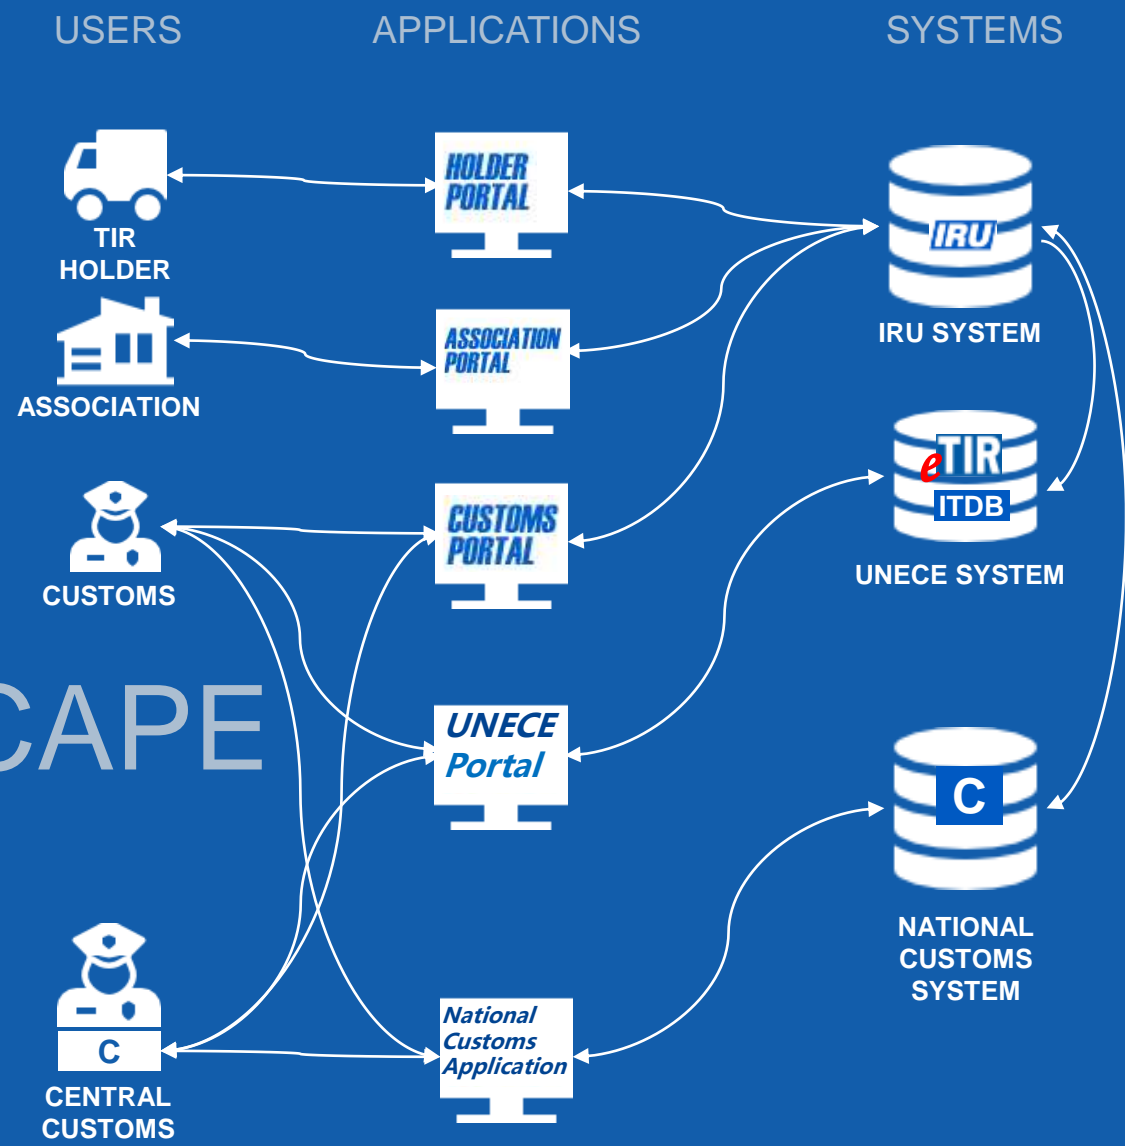 USERS
APPLICATIONS
SYSTEMS
HOLDER
PORTAL
TIR
HOLDER
IRU
IRU SYSTEM
ASSOCIATION
PORTAL
ASSOCIATION
eTIR
ITDB
UNECE SYSTEM
CUSTOMS
PORTAL
CUSTOMS
CAPE
UNECE
Portal
C
NATIONAL
CUSTOMS
SYSTEM
National
Customs
Application
C
CENTRAL
CUSTOMS